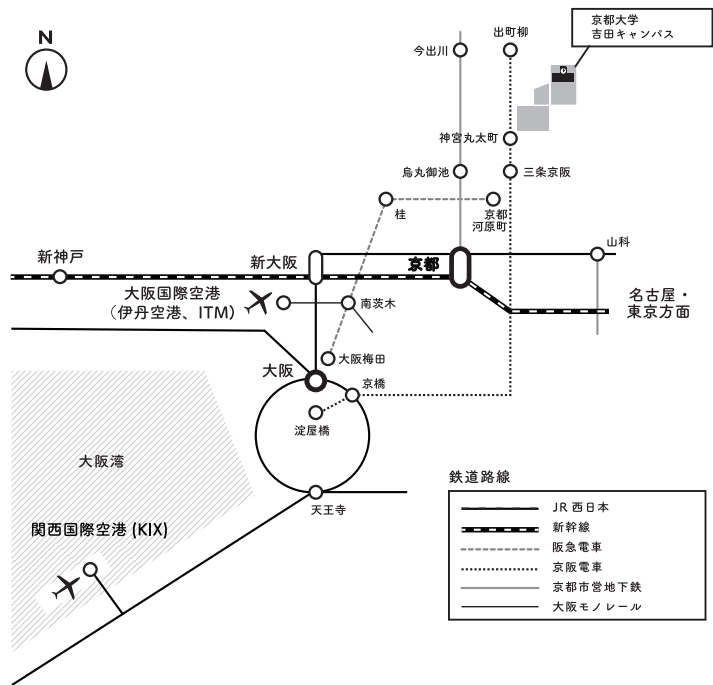 京都大学
吉田キャンパス
N
今出川
出町柳
神宮丸太町
烏丸御池
三条京阪
桂
京都
河原町
山科
新神戸
新大阪
京都
大阪国際空港
（伊丹空港、ITM）
南茨木
名古屋・
東京方面
大阪梅田
大阪
京橋
淀屋橋
大阪湾
天王寺
関西国際空港 (KIX)
鉄道路線
JR 西日本
新幹線
阪急電車
京阪電車
京都市営地下鉄
大阪モノレール